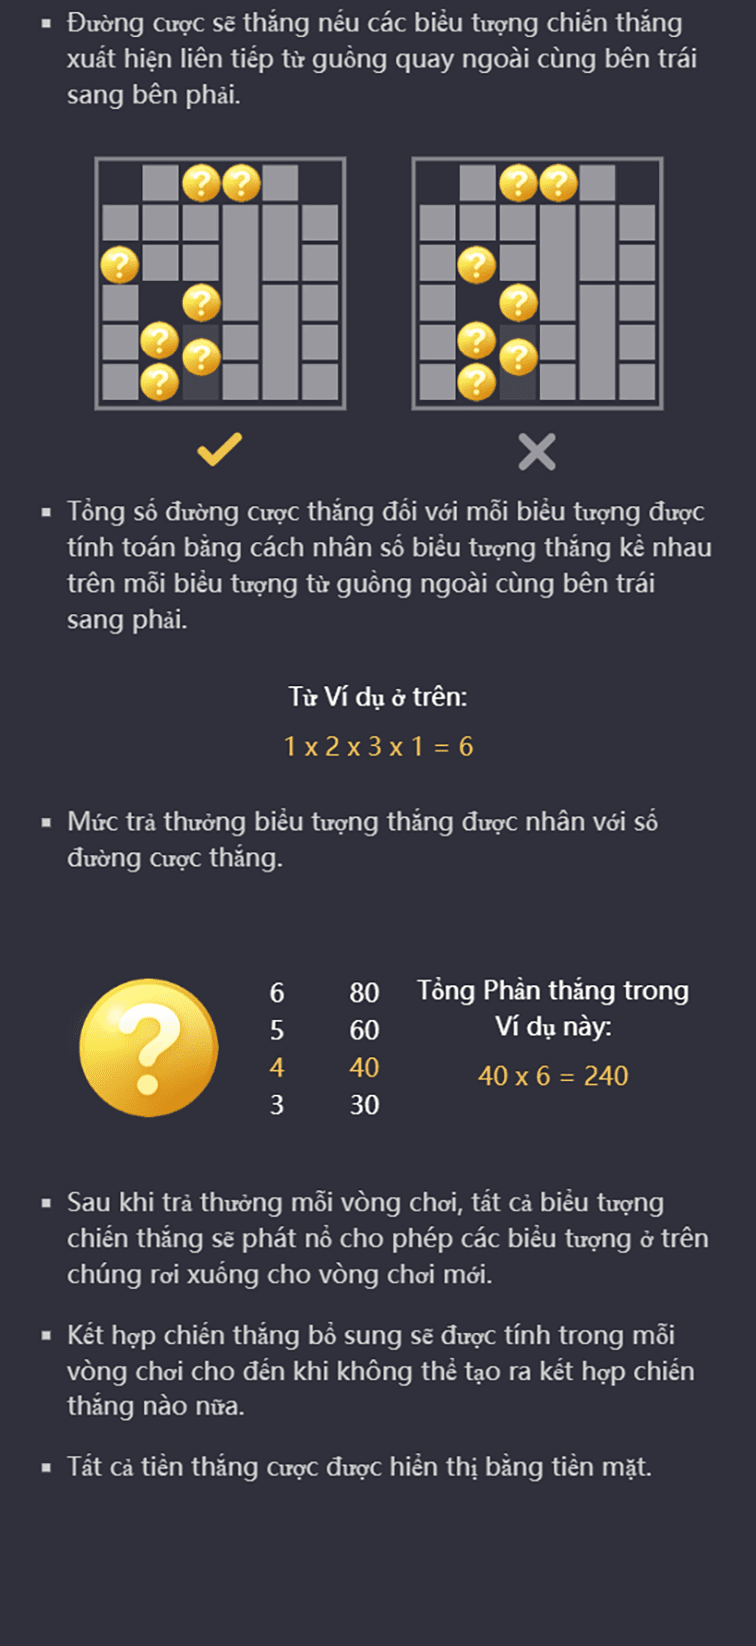 Đường cược sẽ thắng nếu các biểu tượng chiến thắng
xuất hiện liên tiếp từ guồng quay ngoài cùng bên trái
sang bên phải.
? ? ? ?
? ?
? ?
? ?
? ?
? ?
Tổng số đường cược thắng đối với mỗi biểu tượng được
tính toán bằng cách nhân số biểu tượng thắng kề nhau
trên mỗi biểu tượng từ guồng ngoài cùng bên trái
sang phải.
Từ Ví dụ ở trên:
1 x 2 x 3 x 1 = 6
Mức trả thưởng biểu tượng thắng được nhân với số
đường cược thắng.
?
6 80
5 60
4 40
3 30
Tổng Phần thắng trong
Ví dụ này:
40 x 6 = 240
Sau khi trả thưởng mỗi vòng chơi, tất cả biểu tượng
chiến thắng sẽ phát nổ cho phép các biểu tượng ở trên
chúng rơi xuống cho vòng chơi mới.
Kết hợp chiến thắng bổ sung sẽ được tính trong mỗi
vòng chơi cho đến khi không thể tạo ra kết hợp chiến
thắng nào nữa.
Tất cả tiền thắng cược được hiển thị bằng tiền mặt.